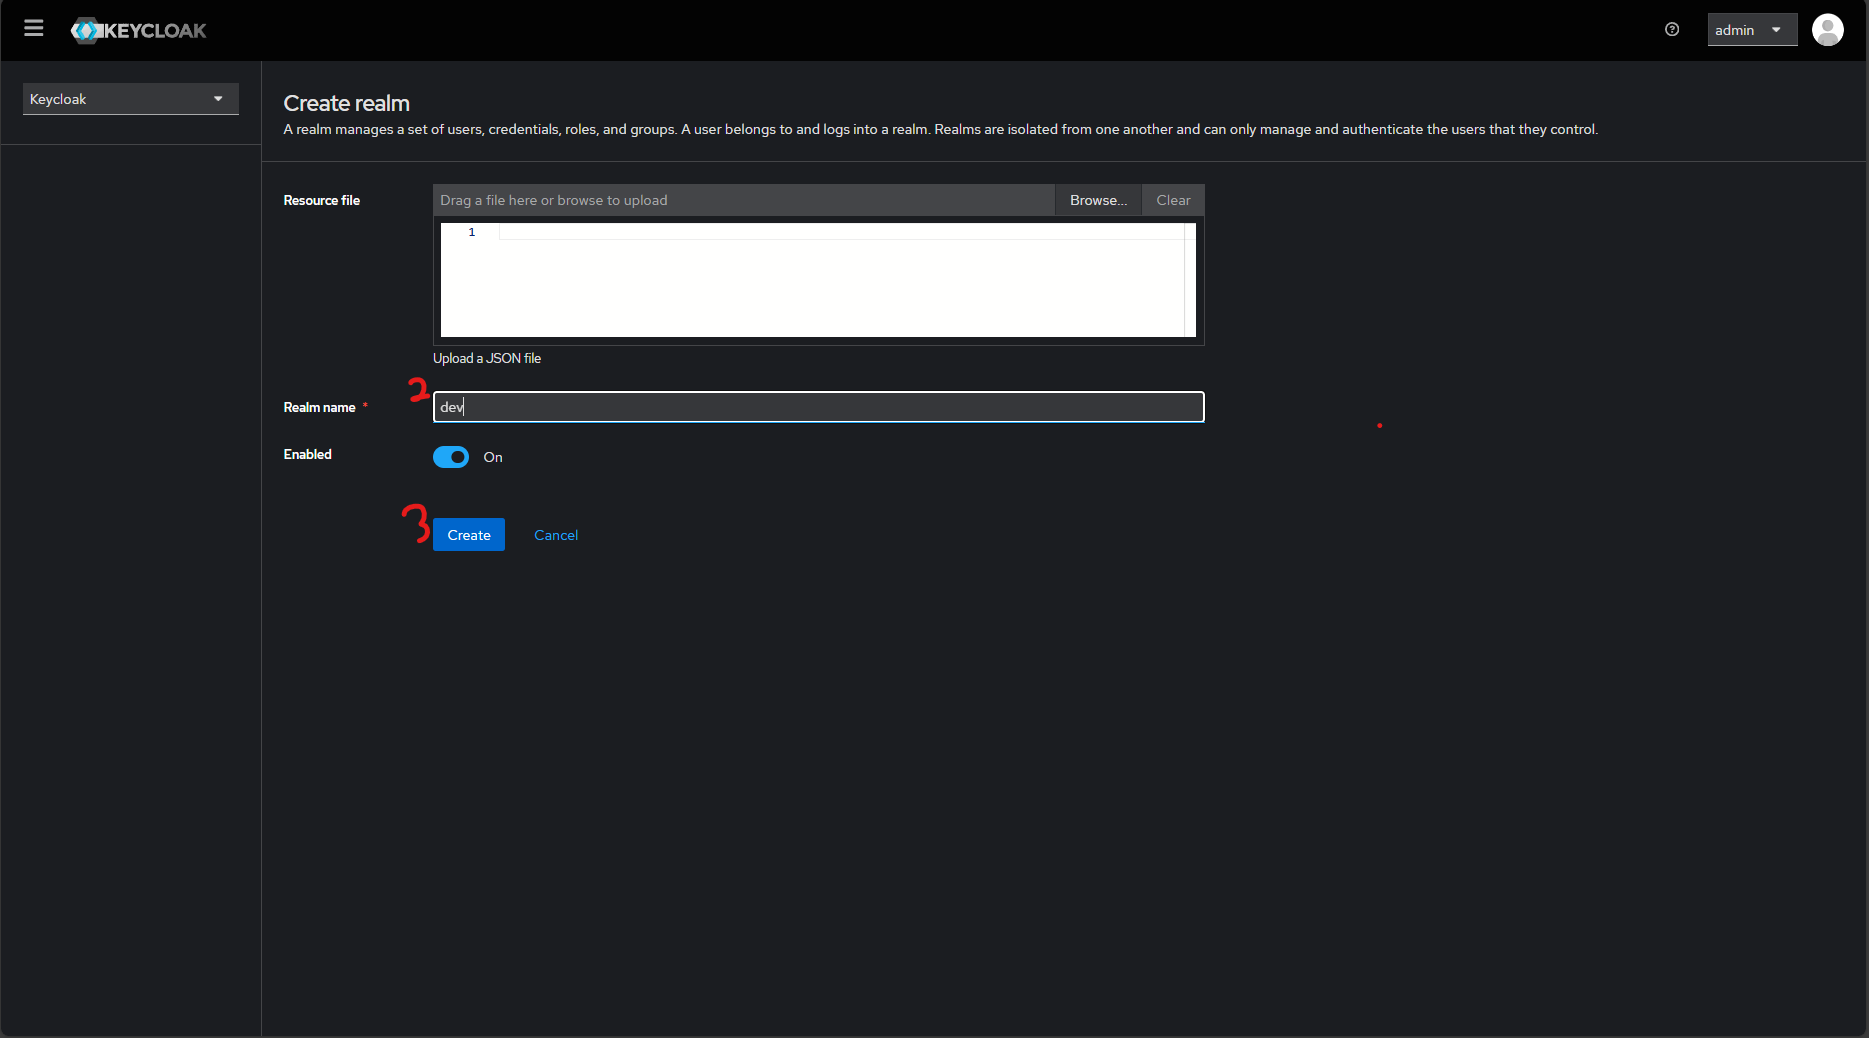 KEYCLOAK
admin
Keycloak
Create realm
A realm manages a set of users, credentials, roles, and groups. A user belongs to and logs into a realm. Realms are isolated from one another and can only manage and authenticate the users that they control.
Resource file
Drag a file here or browse to upload
Browse...
Clear
1
Upload a JSON file
2
Realm name *
dev
Enabled
On
3
Create
Cancel